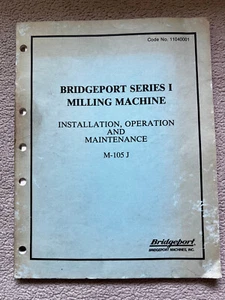 Code No. 11040001
BRIDGEPORT SERIES I
MILLING MACHINE
INSTALLATION, OPERATION
AND
MAINTENANCE
M-105 J
Bridgeport
BRIDGEPORT MACHINES, INC.